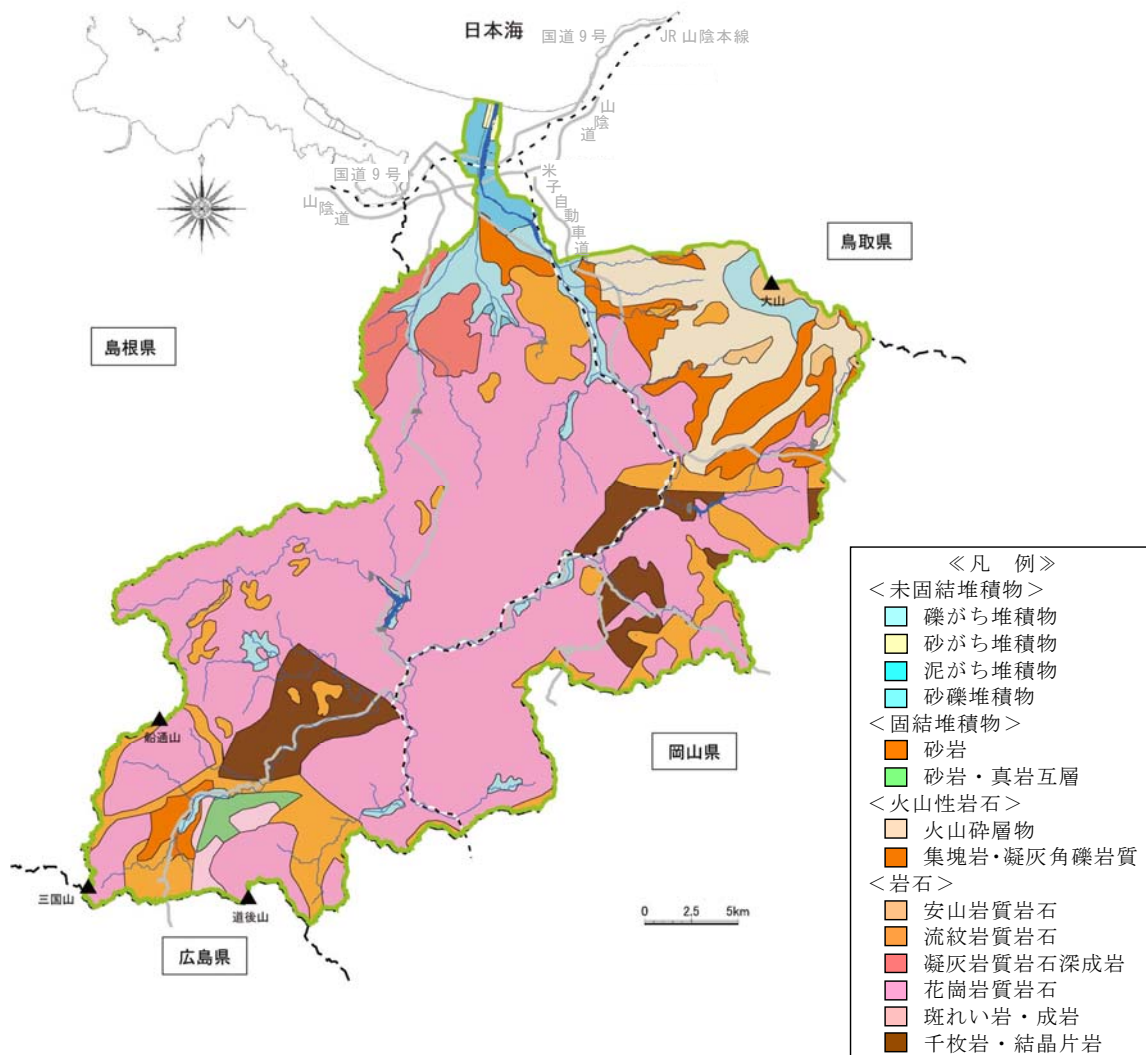 日本海
国道9号
JR山陰本線
山陰道
国道9号
山陰道
米子自動車道
鳥取県
大山
島根県
船通山
岡山県
三国山
道後山
広島県
0 2.5 5km
≪凡 例≫
＜未固結堆積物＞
礫がち堆積物
砂がち堆積物
泥がち堆積物
砂礫堆積物
＜固結堆積物＞
砂岩
砂岩・真岩互層
＜火山性岩石＞
火山砕屑物
集塊岩・凝灰角礫岩質
＜岩石＞
安山岩質岩石
流紋岩質岩石
凝灰岩質岩石深成岩
花崗岩質岩石
斑れい岩・成岩
千枚岩・結晶片岩